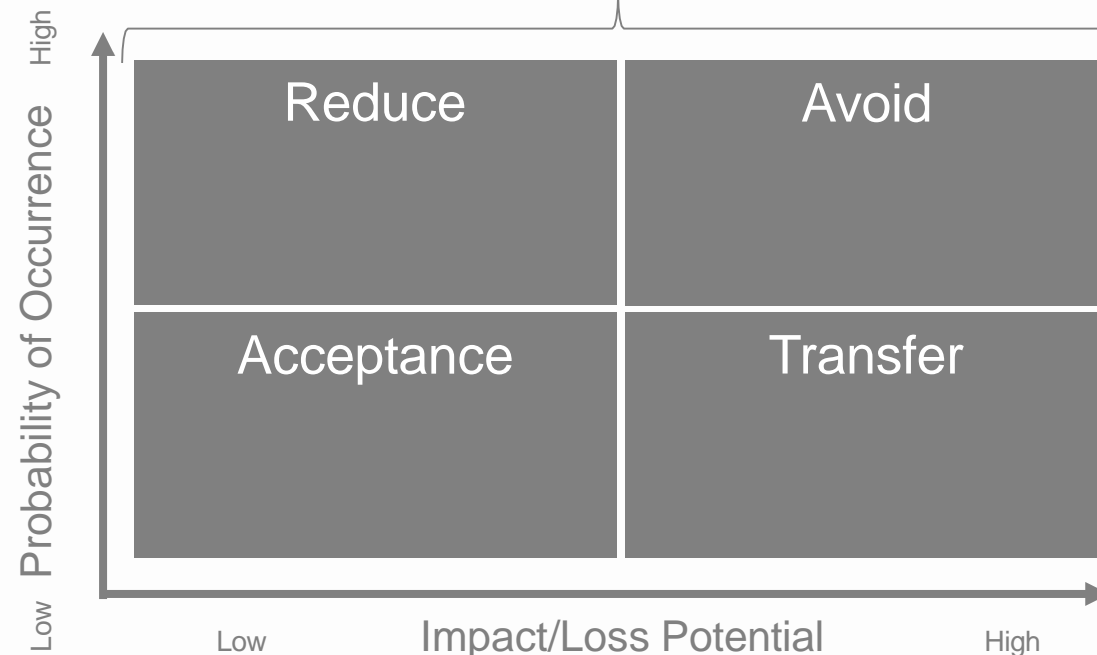 High
Probability of Occurrence
Low
Reduce
Avoid
Acceptance
Transfer
Low
Impact/Loss Potential
High